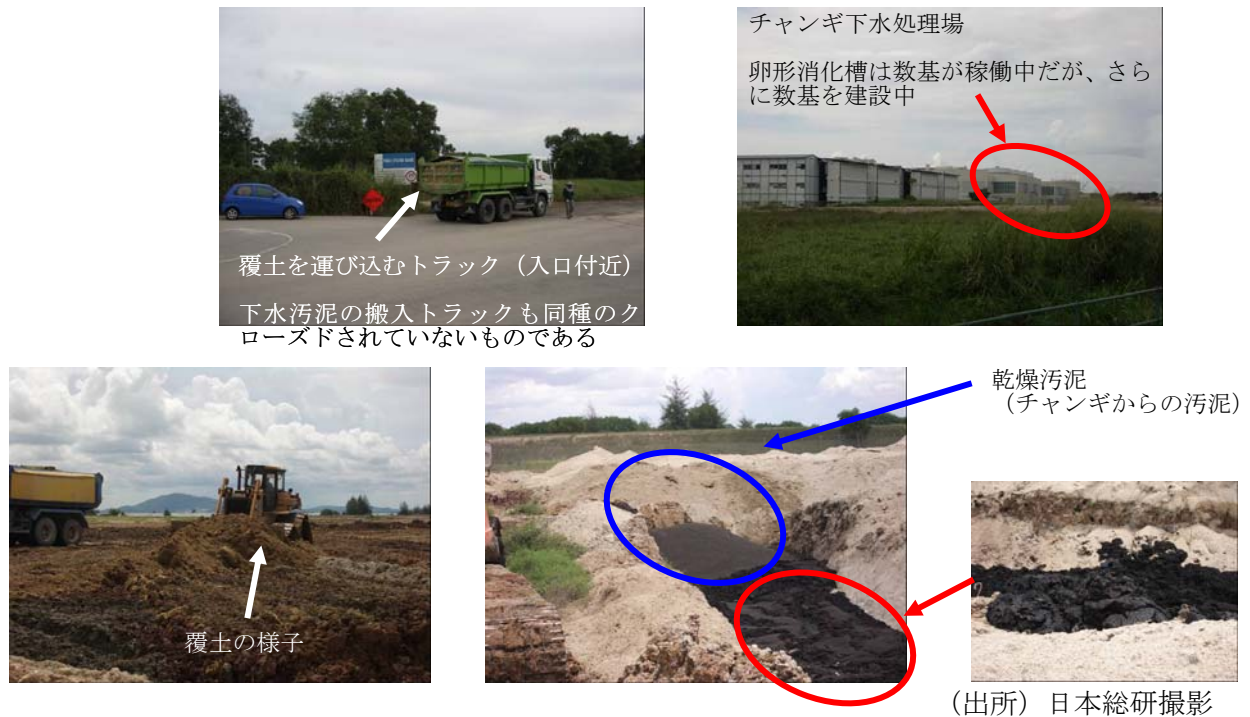 チャンギ下水処理場
卵形消化槽は数基が稼働中だが、さら
に数基を建設中
覆土を運び込むトラック（入口付近）
下水汚泥の搬入トラックも同種のク
ローズドされていないものである
乾燥汚泥
（チャンギからの汚泥）
覆土の様子
（出所）日本総研撮影